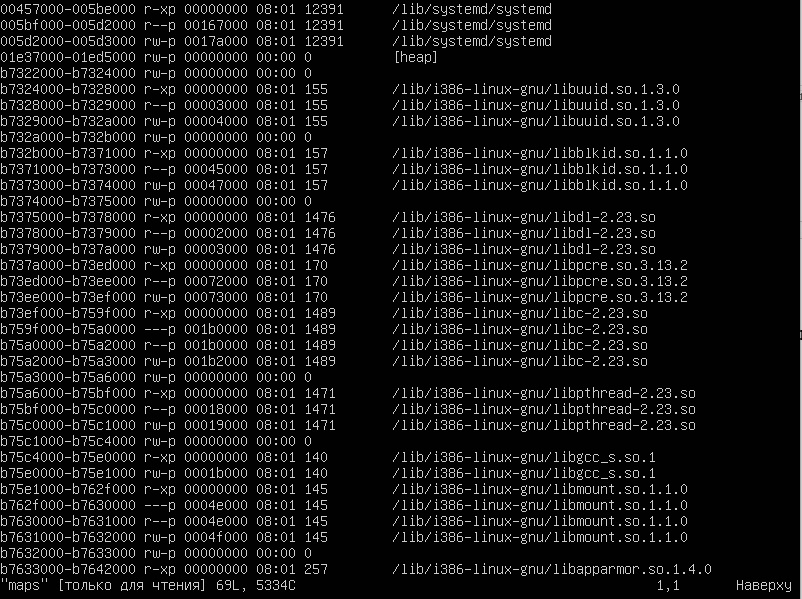 00457000-005be000 r-xp 00000000 08:01 12391      /lib/systemd/systemd
005bf000-005d2000 r--p 00167000 08:01 12391      /lib/systemd/systemd
005d2000-005d3000 rw-p 0017a000 08:01 12391      /lib/systemd/systemd
01e37000-01ed5000 rw-p 00000000 00:00 0          [heap]
b7322000-b7324000 rw-p 00000000 00:00 0
b7324000-b7328000 r-xp 00000000 08:01 155        /lib/i386-linux-gnu/libuuid.so.1.3.0
b7328000-b7329000 r--p 00003000 08:01 155        /lib/i386-linux-gnu/libuuid.so.1.3.0
b7329000-b732a000 rw-p 00004000 08:01 155        /lib/i386-linux-gnu/libuuid.so.1.3.0
b732a000-b732b000 rw-p 00000000 00:00 0
b732b000-b7371000 r-xp 00000000 08:01 157        /lib/i386-linux-gnu/libblkid.so.1.1.0
b7371000-b7373000 r--p 00045000 08:01 157        /lib/i386-linux-gnu/libblkid.so.1.1.0
b7373000-b7374000 rw-p 00047000 08:01 157        /lib/i386-linux-gnu/libblkid.so.1.1.0
b7374000-b7375000 rw-p 00000000 00:00 0
b7375000-b7378000 r-xp 00000000 08:01 1476       /lib/i386-linux-gnu/libdl-2.23.so
b7378000-b7379000 r--p 00002000 08:01 1476       /lib/i386-linux-gnu/libdl-2.23.so
b7379000-b737a000 rw-p 00003000 08:01 1476       /lib/i386-linux-gnu/libdl-2.23.so
b737a000-b73ed000 r-xp 00000000 08:01 170        /lib/i386-linux-gnu/libpcre.so.3.13.2
b73ed000-b73ee000 r--p 00072000 08:01 170        /lib/i386-linux-gnu/libpcre.so.3.13.2
b73ee000-b73ef000 rw-p 00073000 08:01 170        /lib/i386-linux-gnu/libpcre.so.3.13.2
b73ef000-b759f000 r-xp 00000000 08:01 1489       /lib/i386-linux-gnu/libc-2.23.so
b759f000-b75a0000 ---p 001b0000 08:01 1489       /lib/i386-linux-gnu/libc-2.23.so
b75a0000-b75a2000 r--p 001b0000 08:01 1489       /lib/i386-linux-gnu/libc-2.23.so
b75a2000-b75a3000 rw-p 001b2000 08:01 1489       /lib/i386-linux-gnu/libc-2.23.so
b75a3000-b75a6000 rw-p 00000000 00:00 0
b75a6000-b75bf000 r-xp 00000000 08:01 1471       /lib/i386-linux-gnu/libpthread-2.23.so
b75bf000-b75c0000 r--p 00018000 08:01 1471       /lib/i386-linux-gnu/libpthread-2.23.so
b75c0000-b75c1000 rw-p 00019000 08:01 1471       /lib/i386-linux-gnu/libpthread-2.23.so
b75c1000-b75c4000 rw-p 00000000 00:00 0
b75c4000-b75e0000 r-xp 00000000 08:01 140        /lib/i386-linux-gnu/libgcc_s.so.1
b75e0000-b75e1000 rw-p 0001b000 08:01 140        /lib/i386-linux-gnu/libgcc_s.so.1
b75e1000-b762f000 r-xp 00000000 08:01 145        /lib/i386-linux-gnu/libmount.so.1.1.0
b762f000-b7630000 ---p 0004e000 08:01 145        /lib/i386-linux-gnu/libmount.so.1.1.0
b7630000-b7631000 r--p 0004e000 08:01 145        /lib/i386-linux-gnu/libmount.so.1.1.0
b7631000-b7632000 rw-p 0004f000 08:01 145        /lib/i386-linux-gnu/libmount.so.1.1.0
b7632000-b7633000 rw-p 00000000 00:00 0
b7633000-b7642000 r-xp 00000000 08:01 257        /lib/i386-linux-gnu/libapparmor.so.1.4.0
"maps" [только для чтения] 69L, 5334C                                             1,1       Наверху